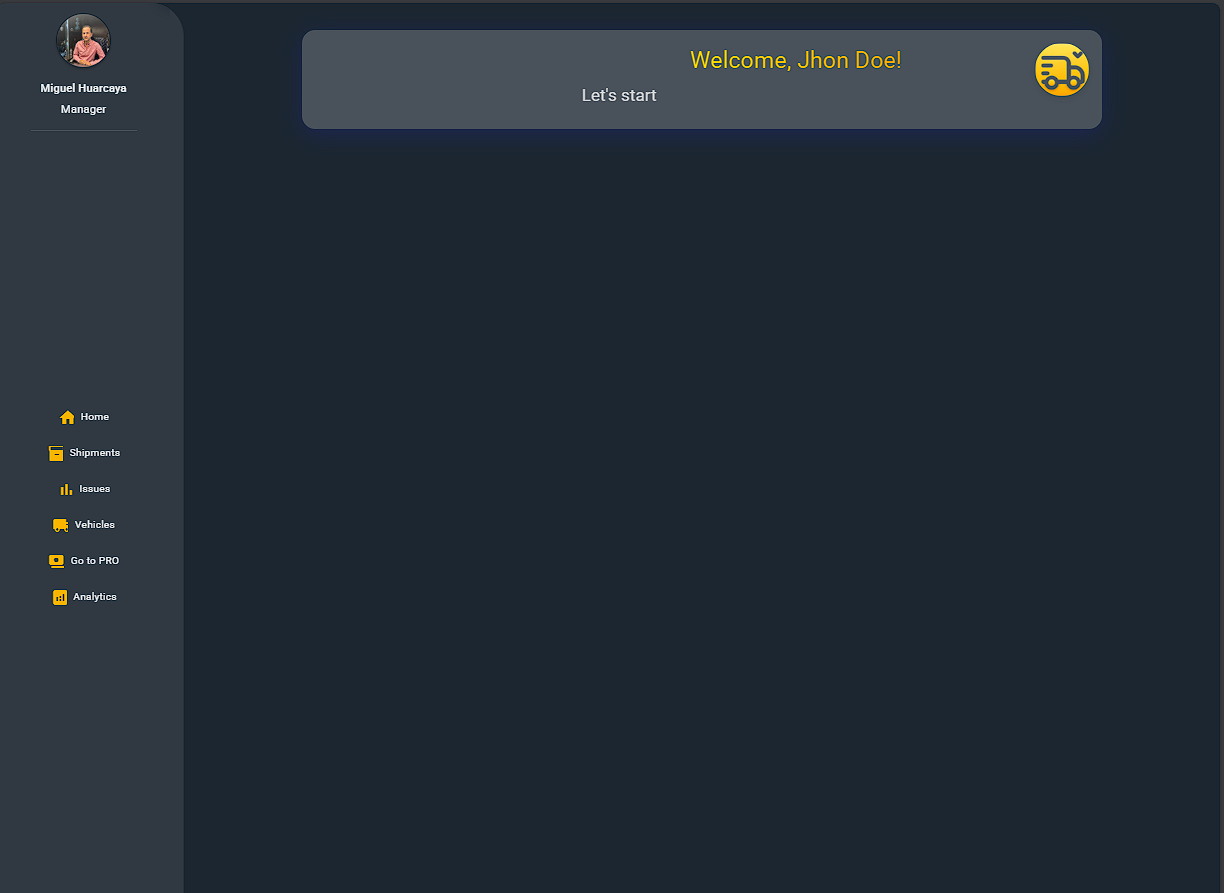 Miguel Huarcaya
Manager
Home
Shipments
Issues
Vehicles
Go to PRO
Analytics
Welcome, Jhon Doe!
Let's start